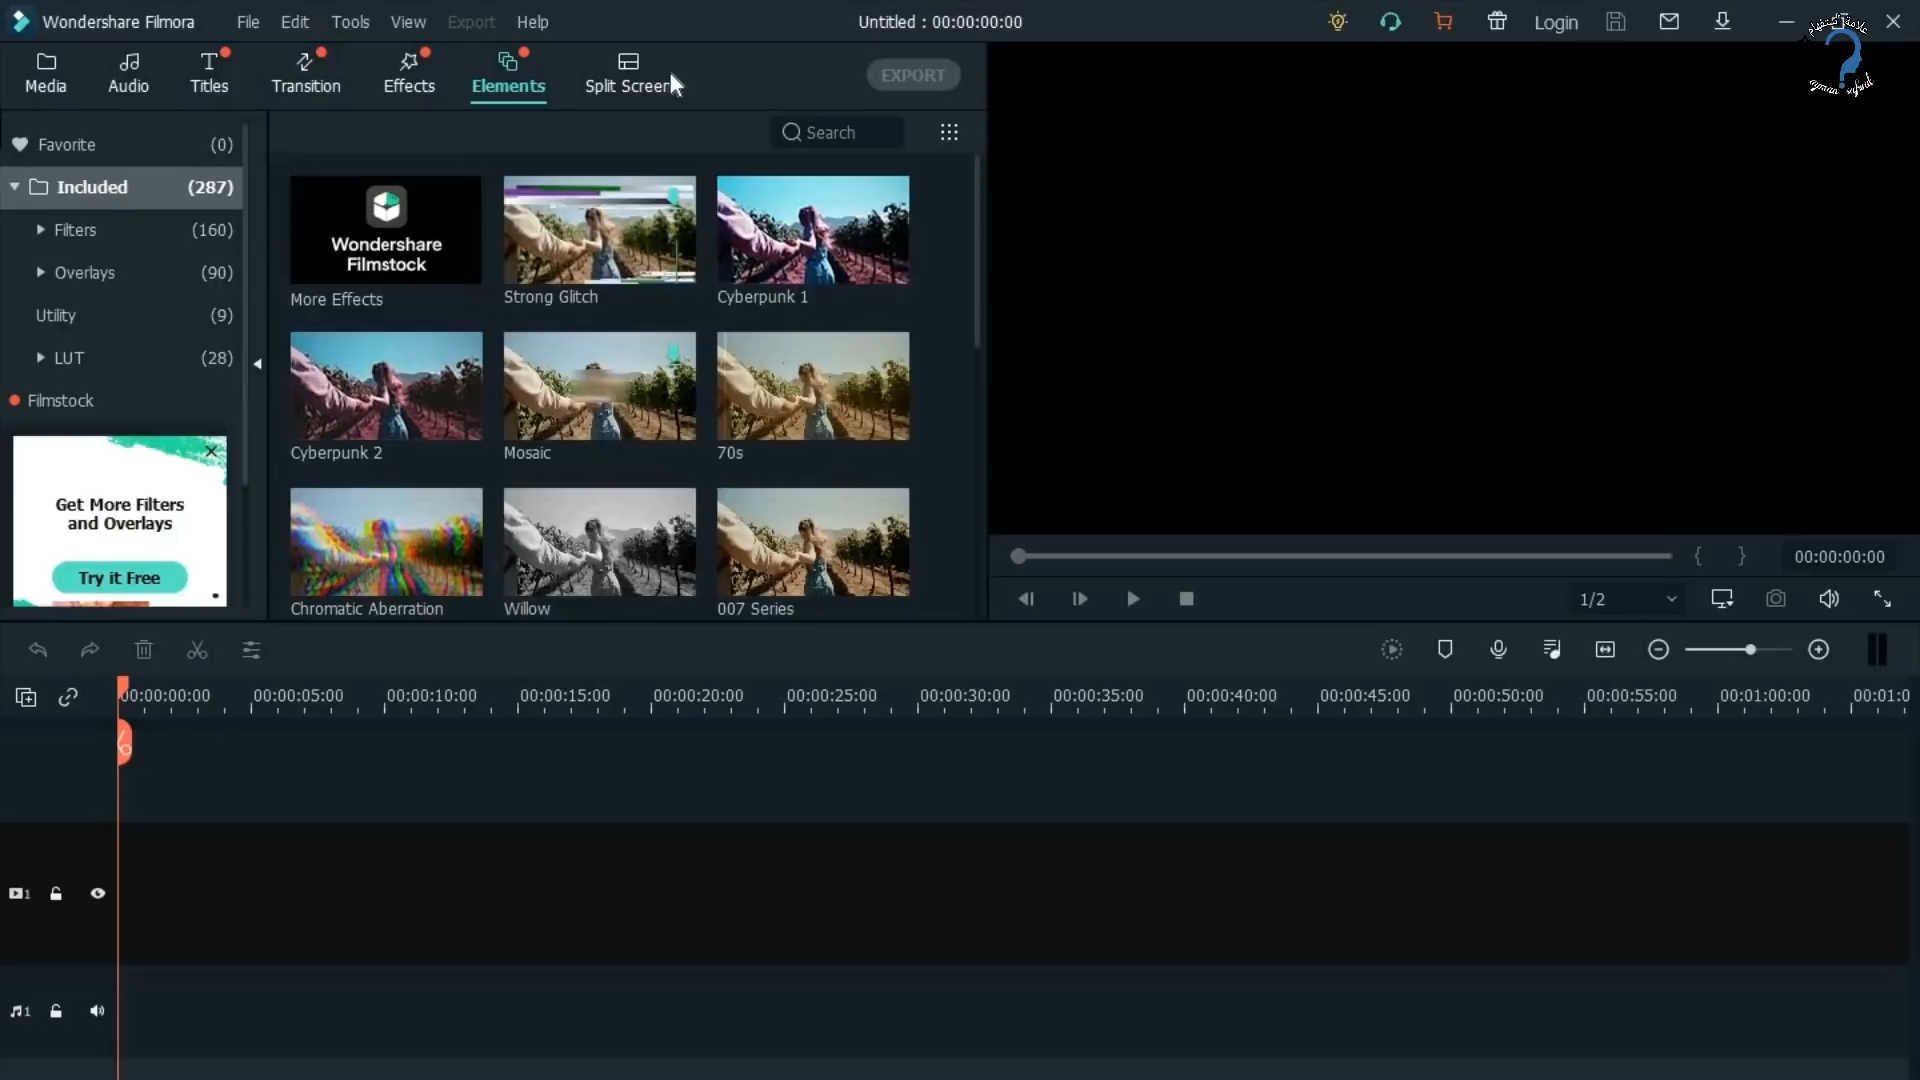 Wondershare Filmora
File
Edit
Tools
View
Export
Help
Untitled : 00:00:00:00
Login
علامة استفهام
ayman safwat
Media
Audio
Titles
Transition
Effects
Elements
Split Screen
EXPORT
Favorite (0)
Included (287)
Filters (160)
Overlays (90)
Utility (9)
LUT (28)
Filmstock
Get More Filters
and Overlays
Try it Free
Search
Wondershare
Filmstock
More Effects
Strong Glitch
Cyberpunk 1
Cyberpunk 2
Mosaic
70s
Chromatic Aberration
Willow
007 Series
{ }
00:00:00:00
1/2
00:00:00:00
00:00:05:00
00:00:10:00
00:00:15:00
00:00:20:00
00:00:25:00
00:00:30:00
00:00:35:00
00:00:40:00
00:00:45:00
00:00:50:00
00:00:55:00
00:01:00:00
00:01:0
1
1